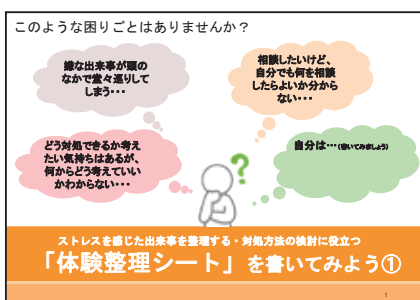 このような困りごとはありませんか？
嫌な出来事が頭の
なかで堂々巡りして
しまう・・・
相談したいけど、
自分でも何を相談
したらよいか分から
ない・・・
どう対処できるか考え
たい気持ちはあるが、
何からどう考えていい
かわからない・・・
自分は…（書いてみましょう）
?
ストレスを感じた出来事を整理する・対処方法の検討に役立つ
「体験整理シート」を書いてみよう①
1